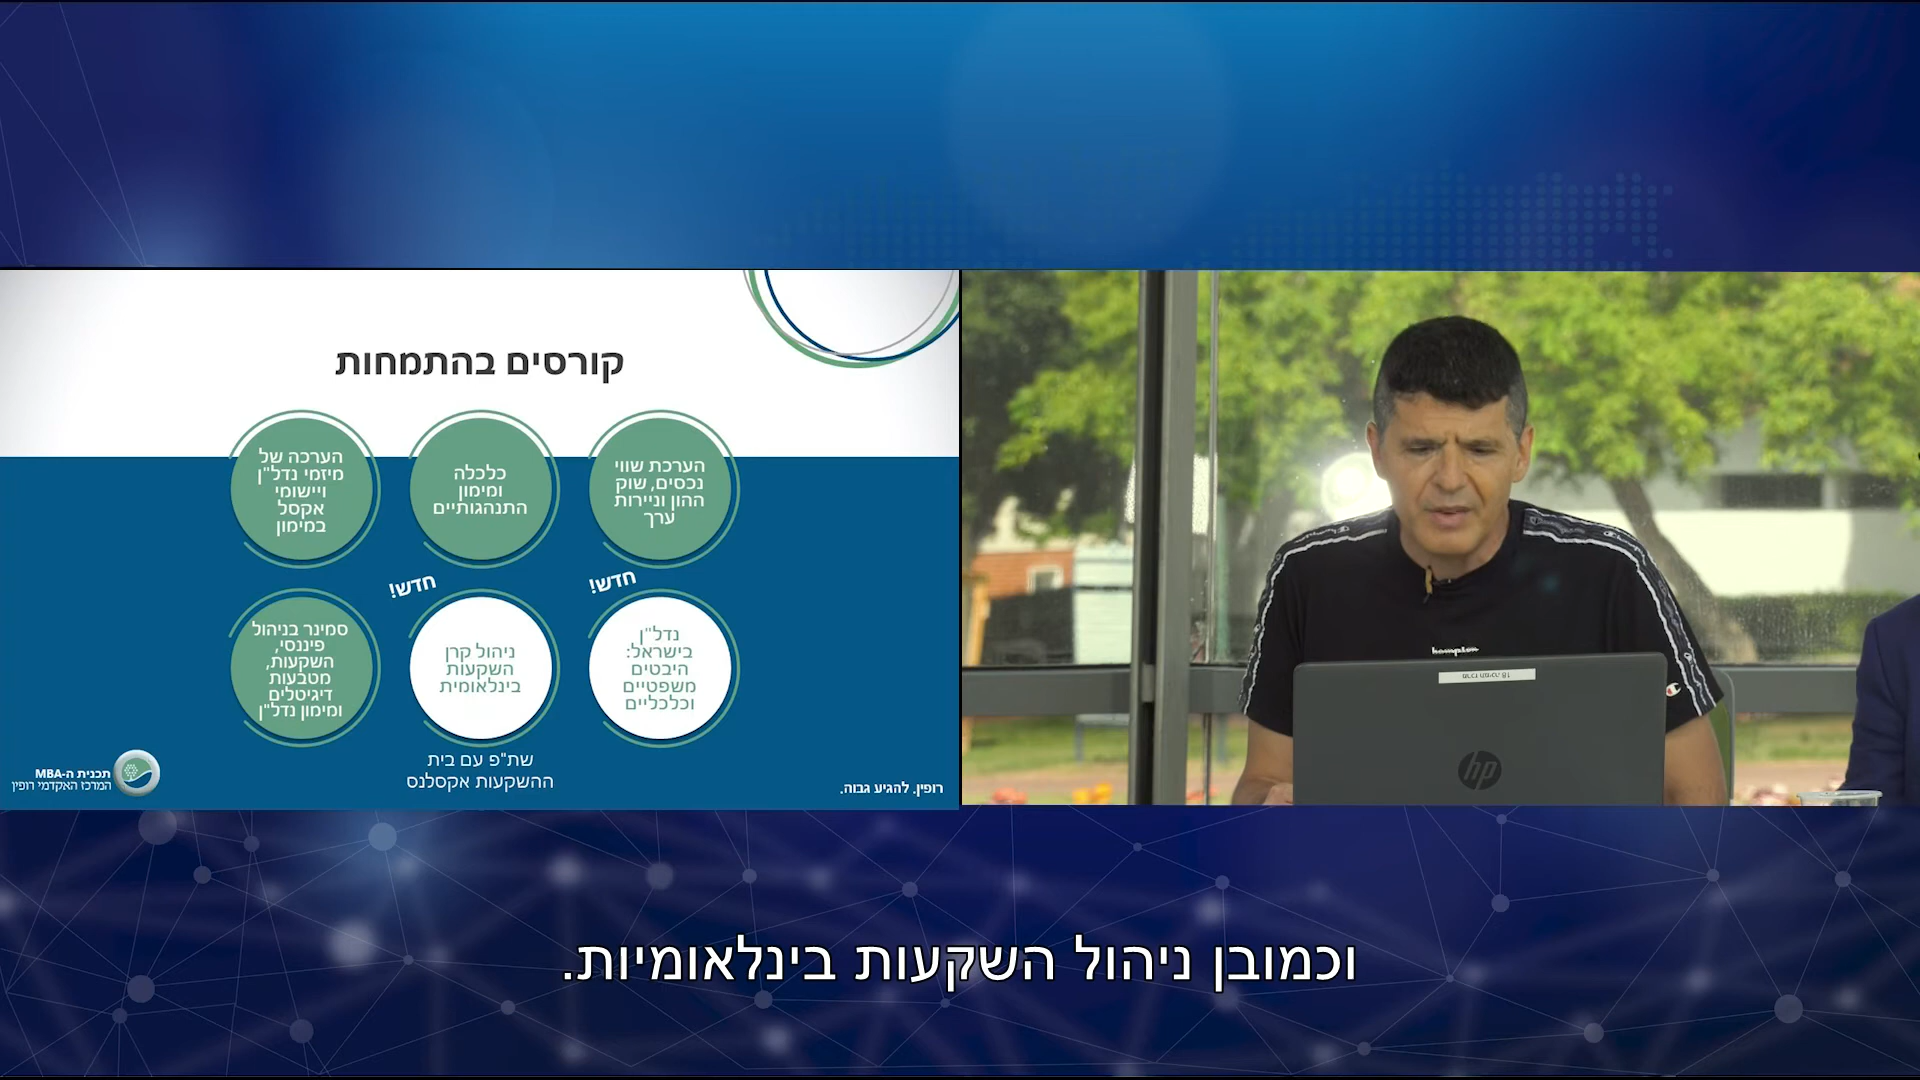 קורסים בהתמחות
הערכת שווי
נכסים, שוק
ההון וניירות
ערך
כלכלה
ומימון
התנהגותיים
הערכה של
מיזמי נדל"ן
ויישומי
אקסל
במימון
חדש!
נדל"ן
בישראל:
היבטים
משפטיים
וכלכליים
חדש!
ניהול קרן
השקעות
בינלאומית
שת"פ עם בית
ההשקעות אקסלנס
סמינר בניהול
פיננסי,
השקעות,
מטבעות
דיגיטלים
ומימון נדל"ן
רופין. להגיע גבוה.
תכנית ה-MBA
המרכז האקדמי רופין
hp
וכמובן ניהול השקעות בינלאומיות.